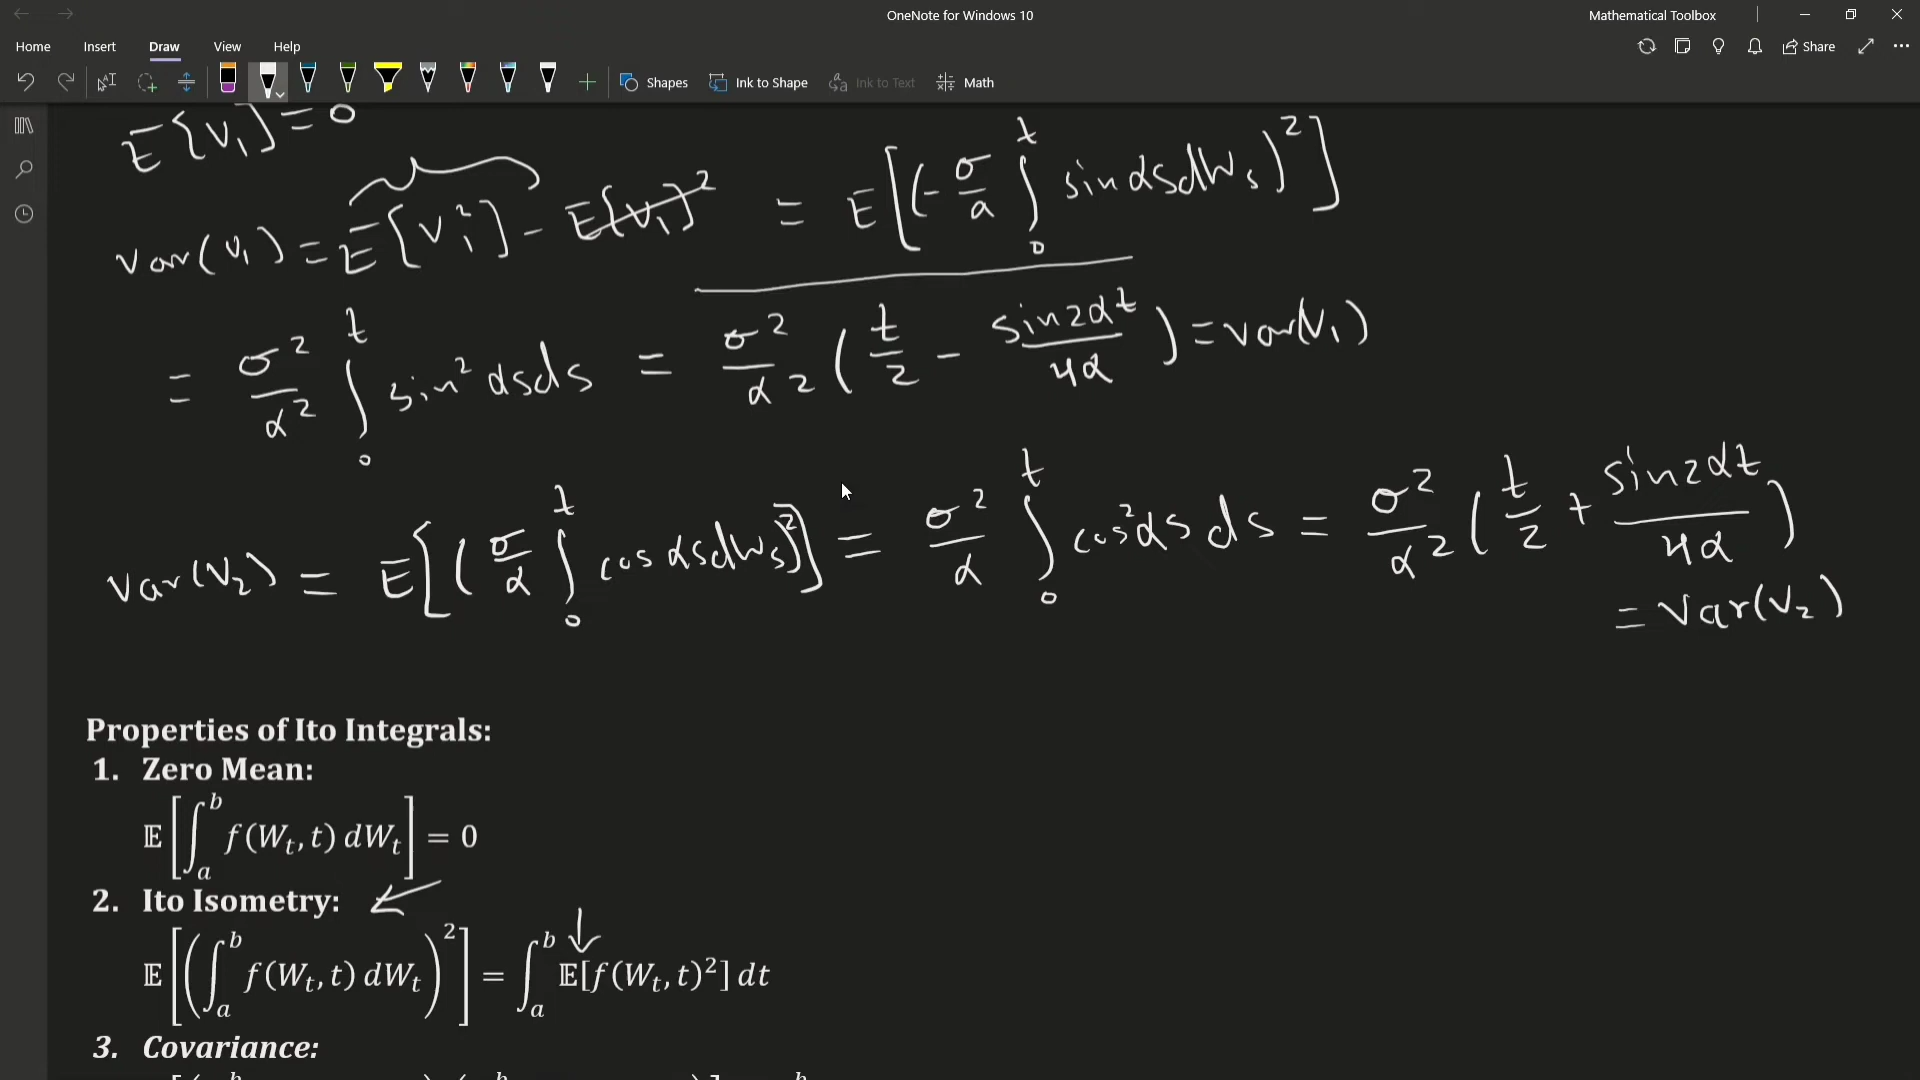 OneNote for Windows 10
Mathematical Toolbox
Home Insert Draw View Help
Share
Shapes Ink to Shape Ink to Text Math
E[v₁] = 0
var(v₁) = E[v₁²] - E[v₁]² = E[(-σ/a ∫₀ᵗ sin αs dWₛ)²]
= σ²/α² ∫₀ᵗ sin² αs ds = σ²/α² (t/2 - sin2αt/4α) = var(v₁)
var(v₂) = E[(σ/α ∫₀ᵗ cos αs dWₛ)²] = σ²/α ∫₀ᵗ cos² αs ds = σ²/α² (t/2 + sin2αt/4α)
= Var(v₂)
Properties of Ito Integrals:
1. Zero Mean:
𝔼[∫ₐᵇ f(Wₜ, t) dWₜ] = 0
2. Ito Isometry:
𝔼[(∫ₐᵇ f(Wₜ, t) dWₜ)²] = ∫ₐᵇ 𝔼[f(Wₜ, t)²] dt
3. Covariance: